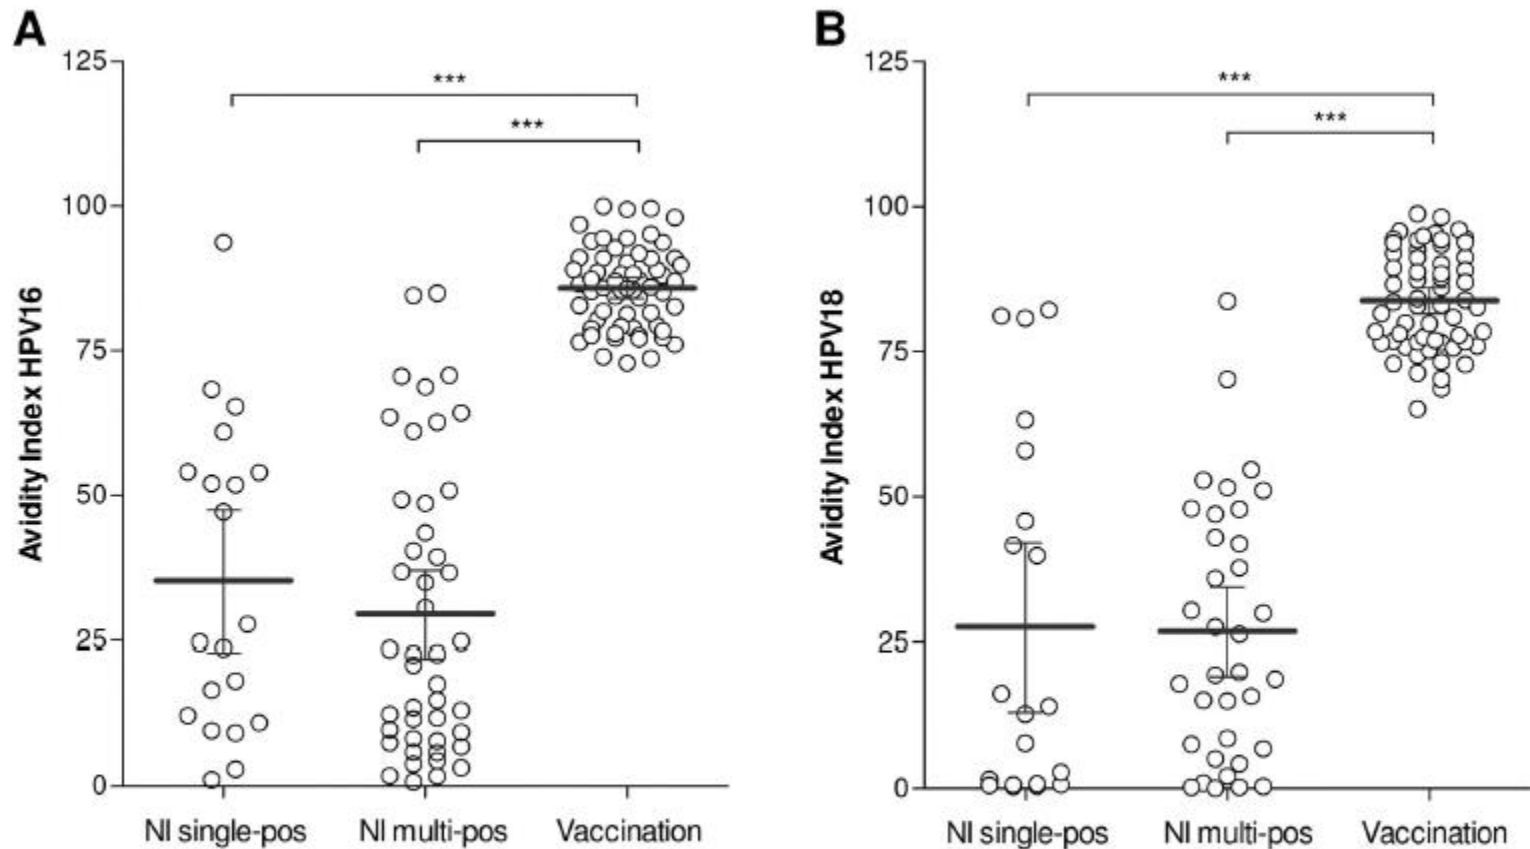 A
Avidity Index HPV16
125
100
75
50
25
0
***
***
NI single-pos
NI multi-pos
Vaccination
B
Avidity Index HPV18
125
100
75
50
25
0
***
***
NI single-pos
NI multi-pos
Vaccination